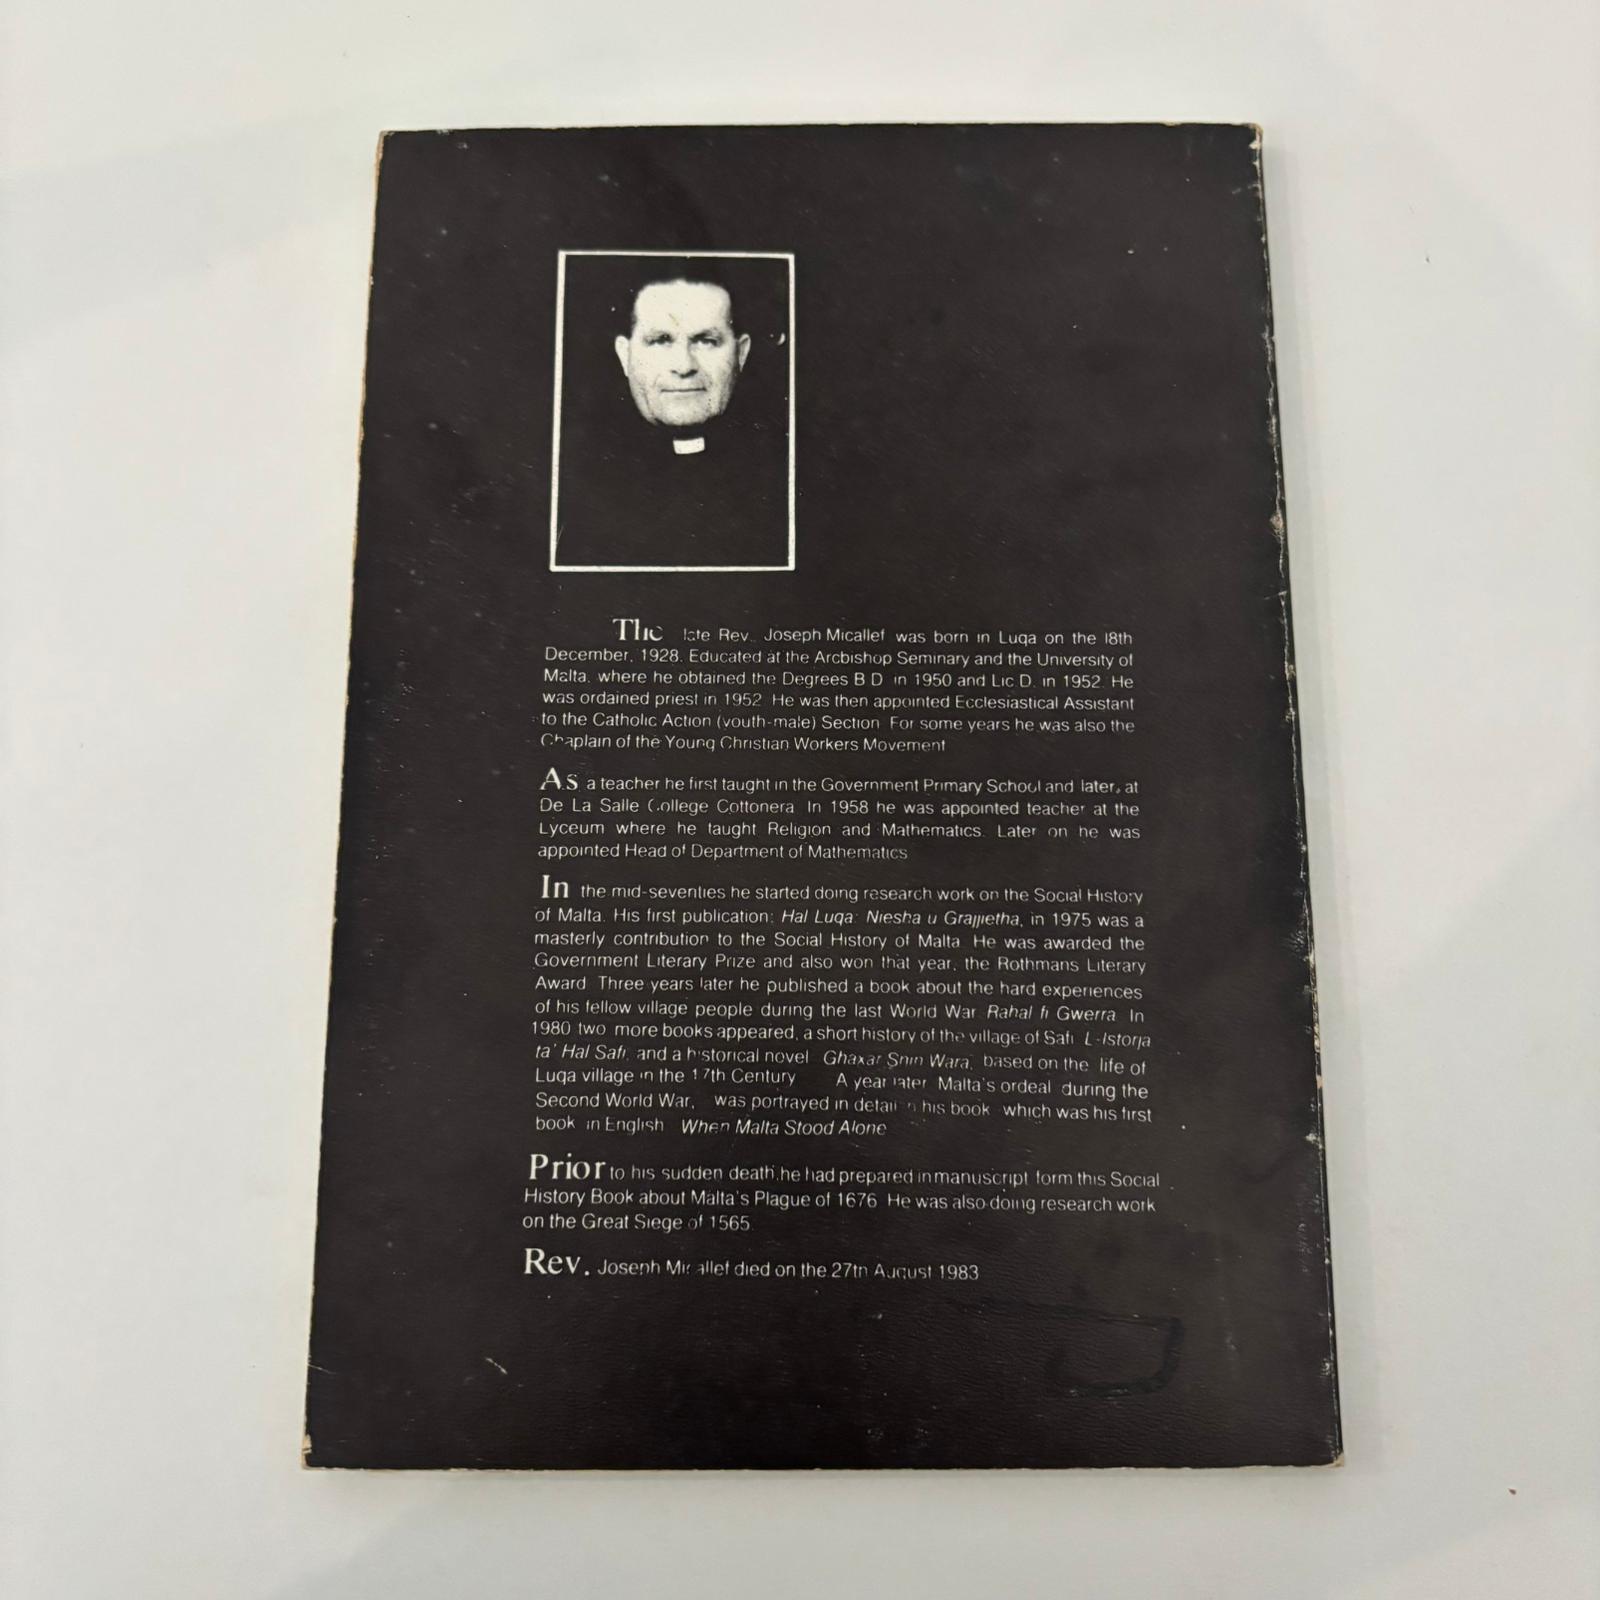 The late Rev. Joseph Micallef was born in Luqa on the 18th
December, 1928. Educated at the Arcbishop Seminary and the University of
Malta, where he obtained the Degrees B D in 1950 and Lic D. in 1952. He
was ordained priest in 1952 He was then appointed Ecclesiastical Assistant
to the Catholic Action (youth-male) Section For some years he was also the
Chaplain of the Young Christian Workers Movement
As a teacher he first taught in the Government Primary School and later, at
De La Salle College Cottonera In 1958 he was appointed teacher at the
Lyceum where he taught Religion and Mathematics. Later on he was
appointed Head of Department of Mathematics
In the mid-seventies he started doing research work on the Social History
of Malta. His first publication: Hal Luqa: Niesha u Grajjietha, in 1975 was a
masterly contribution to the Social History of Malta He was awarded the
Government Literary Prize and also won that year, the Rothmans Literary
Award Three years later he published a book about the hard experiences
of his fellow village people during the last World War Rahal fi Gwerra In
1980 two more books appeared, a short history of the village of Safi L-Istorja
ta' Hal Safi, and a historical novel Ghaxar Snin Wara, based on the life of
Luqa village in the 17th Century A year later Malta's ordeal during the
Second World War, was portrayed in detail in his book which was his first
book in English When Malta Stood Alone
Prior to his sudden death, he had prepared in manuscript form this Social
History Book about Malta's Plague of 1676 He was also doing research work
on the Great Siege of 1565.
Rev. Joseph Micallef died on the 27th August 1983